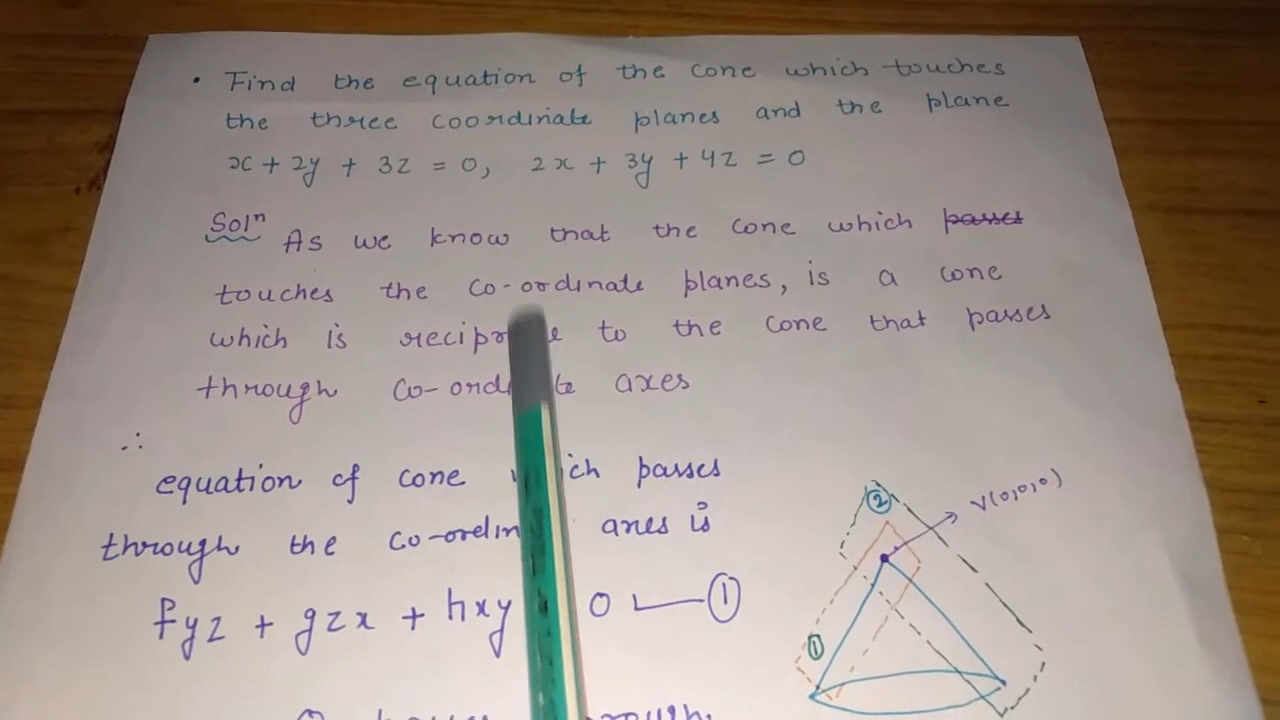 • Find the equation of the cone which touches
the three coordinate planes and the plane
x + 2y + 3z = 0, 2x + 3y + 4z = 0
Solⁿ
As we know that the cone which passes
touches the co-ordinate planes, is a cone
which is to the cone that passes
through axes
∴
equation of cone passes
through the axes is
fyz + gzx + hxy 0 ①
②
V(0,0,0)
①